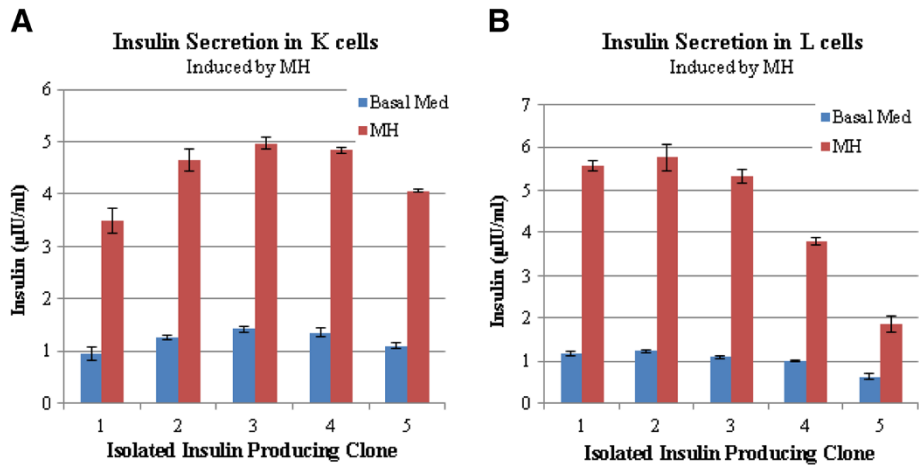 A
Insulin Secretion in K cells
Induced by MH
Basal Med
MH
Insulin (µIU/ml)
6
5
4
3
2
1
0
1 2 3 4 5
Isolated Insulin Producing Clone
B
Insulin Secretion in L cells
Induced by MH
Basal Med
MH
Insulin (µIU/ml)
7
6
5
4
3
2
1
0
1 2 3 4 5
Isolated Insulin Producing Clone